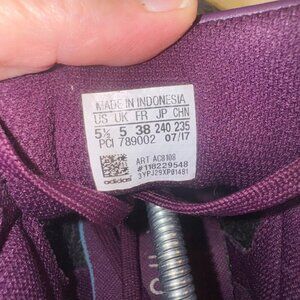 MADE IN INDONESIA
US UK FR JP CHN
5½ 5 38 240 235
PCI 789002 07/17
ART AC8108
#118229548
3YPJ29XP01481
adidas